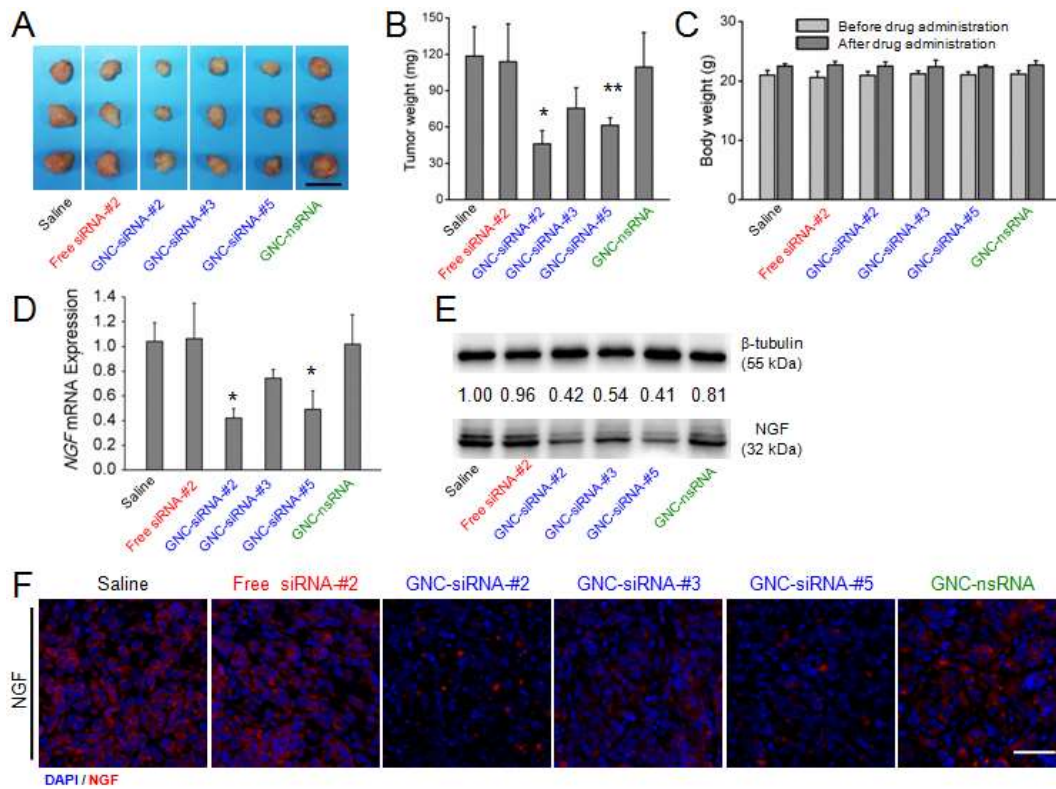 A
Saline
Free siRNA-#2
GNC-siRNA-#2
GNC-siRNA-#3
GNC-siRNA-#5
GNC-nsRNA
B
Tumor weight (mg)
150
120
90
60
30
0
*
**
Saline
Free siRNA-#2
GNC-siRNA-#2
GNC-siRNA-#3
GNC-siRNA-#5
GNC-nsRNA
C
Before drug administration
After drug administration
Body weight (g)
30
20
10
0
Saline
Free siRNA-#2
GNC-siRNA-#2
GNC-siRNA-#3
GNC-siRNA-#5
GNC-nsRNA
D
NGF mRNA Expression
1.4
1.2
1.0
0.8
0.6
0.4
0.2
0.0
*
*
Saline
Free siRNA-#2
GNC-siRNA-#2
GNC-siRNA-#3
GNC-siRNA-#5
GNC-nsRNA
E
β-tubulin
(55 kDa)
1.00 0.96 0.42 0.54 0.41 0.81
NGF
(32 kDa)
Saline
Free siRNA-#2
GNC-siRNA-#2
GNC-siRNA-#3
GNC-siRNA-#5
GNC-nsRNA
F
Saline
Free siRNA-#2
GNC-siRNA-#2
GNC-siRNA-#3
GNC-siRNA-#5
GNC-nsRNA
NGF
DAPI / NGF